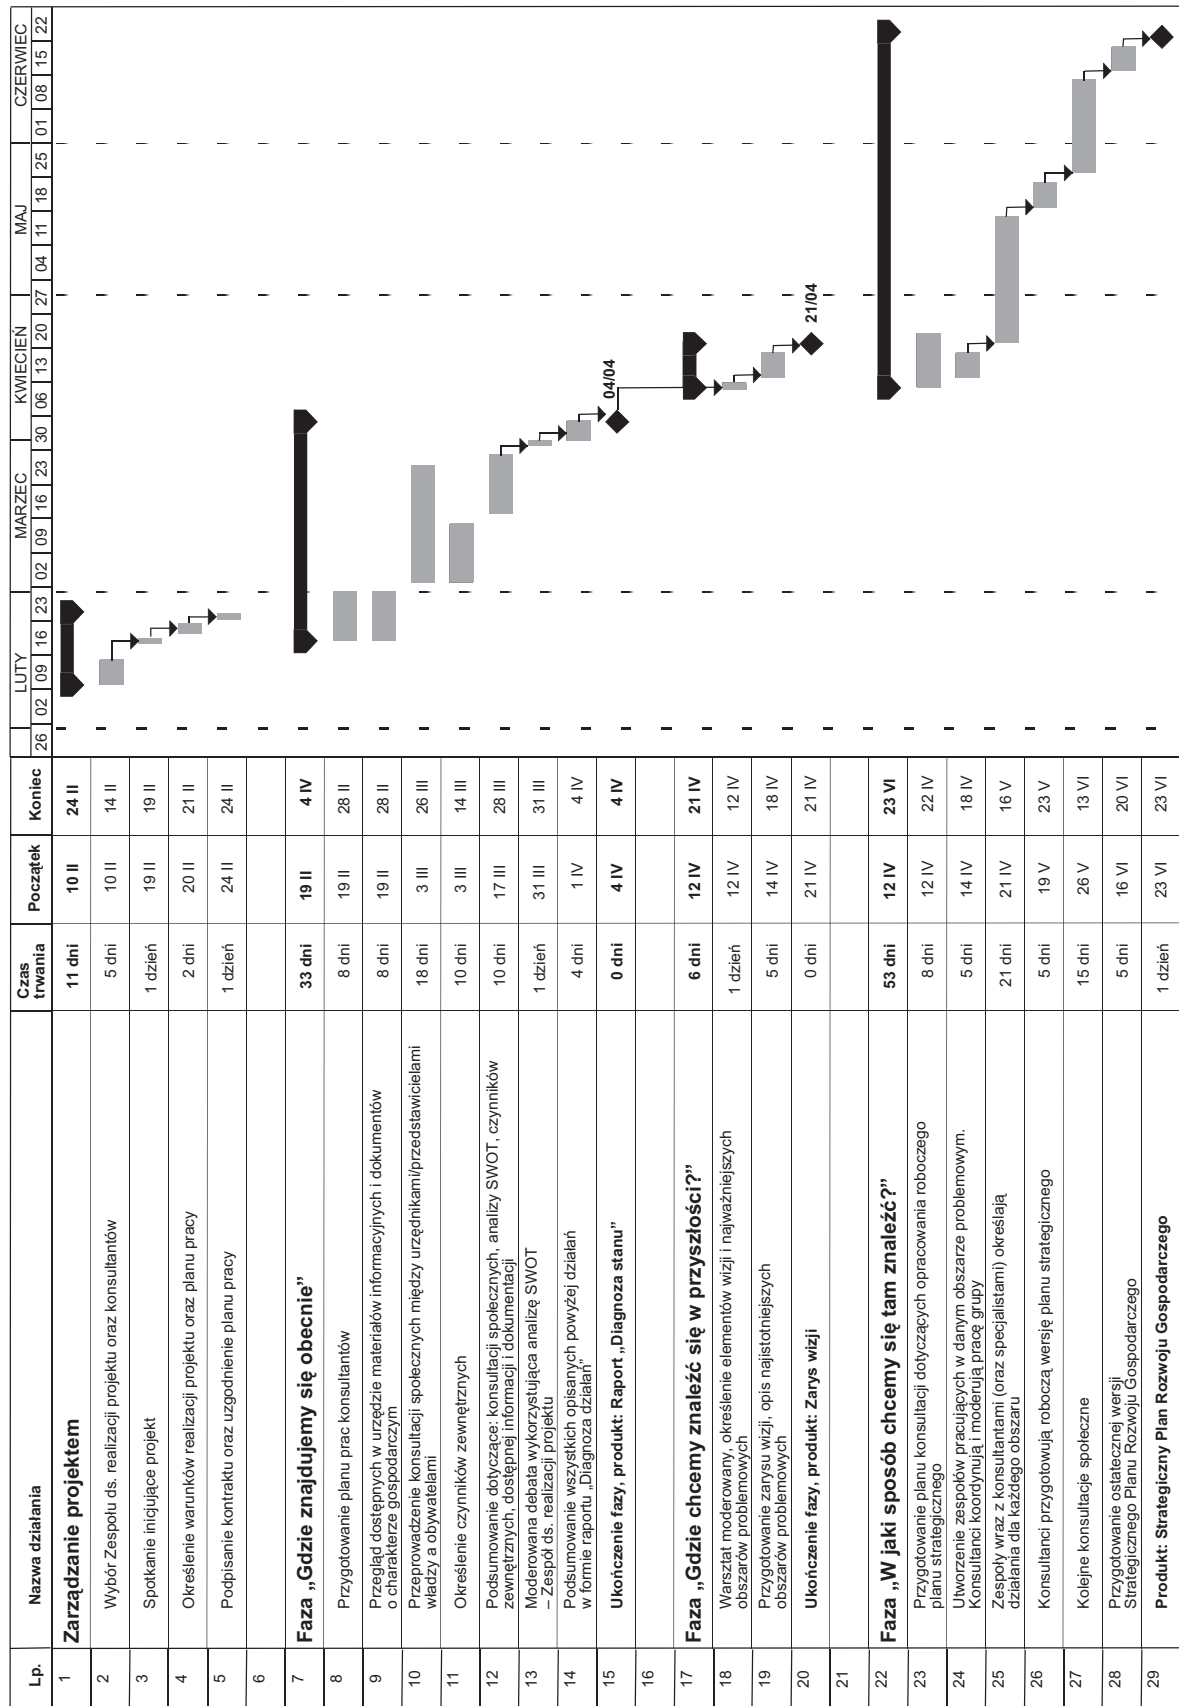 Lp.
Nazwa działania
Czas
trwania
Początek
Koniec
LUTY
MARZEC
KWIECIEŃ
MAJ
CZERWIEC
26 02 09 16 23 02 09 16 23 30 06 13 20 27 04 11 18 25 01 08 15 22
1 Zarządzanie projektem 11 dni 10 II 24 II
2 Wybór Zespołu ds. realizacji projektu oraz konsultantów 5 dni 10 II 14 II
3 Spotkanie inicjujące projekt 1 dzień 19 II 19 II
4 Określenie warunków realizacji projektu oraz planu pracy 2 dni 20 II 21 II
5 Podpisanie kontraktu oraz uzgodnienie planu pracy 1 dzień 24 II 24 II
6
7 Faza „Gdzie znajdujemy się obecnie” 33 dni 19 II 4 IV
8 Przygotowanie planu prac konsultantów 8 dni 19 II 28 II
9 Przegląd dostępnych w urzędzie materiałów informacyjnych i dokumentów
o charakterze gospodarczym 8 dni 19 II 28 II
10 Przeprowadzenie konsultacji społecznych między urzędnikami/przedstawicielami
władzy a obywatelami 18 dni 3 III 26 III
11 Określenie czynników zewnętrznych 10 dni 3 III 14 III
12 Podsumowanie dotyczące: konsultacji społecznych, analizy SWOT, czynników
zewnętrznych, dostępnej informacji i dokumentacji 10 dni 17 III 28 III
13 Moderowana debata wykorzystująca analizę SWOT
– Zespół ds. realizacji projektu 1 dzień 31 III 31 III
14 Podsumowanie wszystkich opisanych powyżej działań
w formie raportu „Diagnoza działań” 4 dni 1 IV 4 IV
15 Ukończenie fazy, produkt: Raport „Diagnoza stanu” 0 dni 4 IV 4 IV 04/04
16
17 Faza „Gdzie chcemy znaleźć się w przyszłości?” 6 dni 12 IV 21 IV
18 Warsztat moderowany, określenie elementów wizji i najważniejszych
obszarów problemowych 1 dzień 12 IV 12 IV
19 Przygotowanie zarysu wizji, opis najistotniejszych
obszarów problemowych 5 dni 14 IV 18 IV
20 Ukończenie fazy, produkt: Zarys wizji 0 dni 21 IV 21 IV 21/04
21
22 Faza „W jaki sposób chcemy się tam znaleźć?” 53 dni 12 IV 23 VI
23 Przygotowanie planu konsultacji dotyczących opracowania roboczego
planu strategicznego 8 dni 12 IV 22 IV
24 Utworzenie zespołów pracujących w danym obszarze problemowym.
Konsultanci koordynują i moderują pracę grupy 5 dni 14 IV 18 IV
25 Zespoły wraz z konsultantami (oraz specjalistami) określają
działania dla każdego obszaru 21 dni 21 IV 16 V
26 Konsultanci przygotowują roboczą wersję planu strategicznego 5 dni 19 V 23 V
27 Kolejne konsultacje społeczne 15 dni 26 V 13 VI
28 Przygotowanie ostatecznej wersji
Strategicznego Planu Rozwoju Gospodarczego 5 dni 16 VI 20 VI
29 Produkt: Strategiczny Plan Rozwoju Gospodarczego 1 dzień 23 VI 23 VI